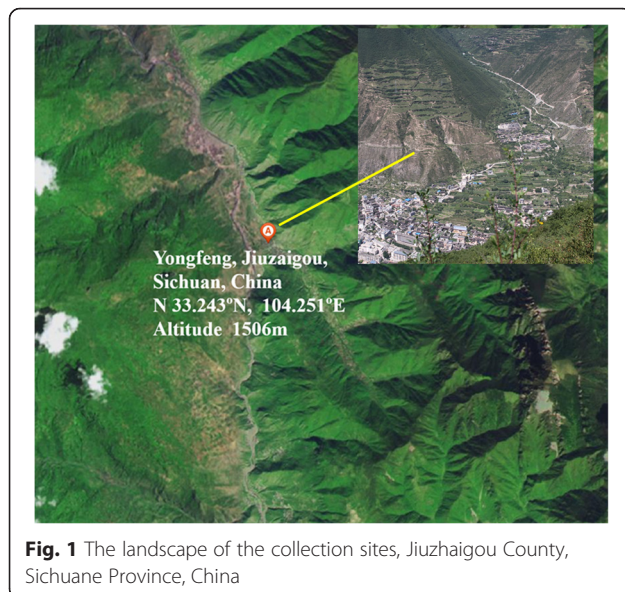 A
Yongfeng, Jiuzaigou,
Sichuan, China
N 33.243ºN, 104.251ºE
Altitude 1506m
Fig. 1 The landscape of the collection sites, Jiuzhaigou County,
Sichuane Province, China